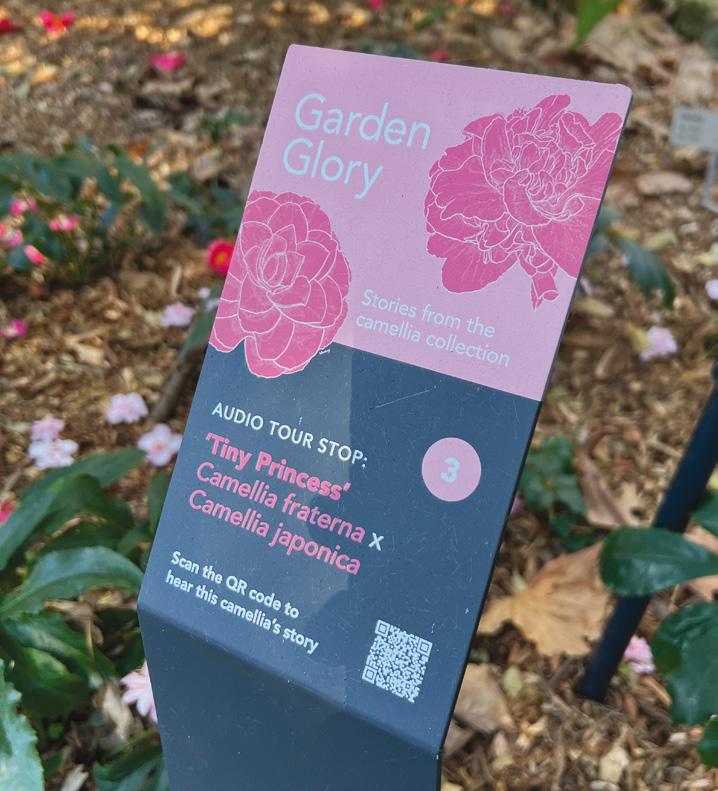 Garden
Glory
Stories from the
camellia collection
AUDIO TOUR STOP:
'Tiny Princess'
Camellia fraterna x
Camellia japonica
3
Scan the QR code to
hear this camellia's story